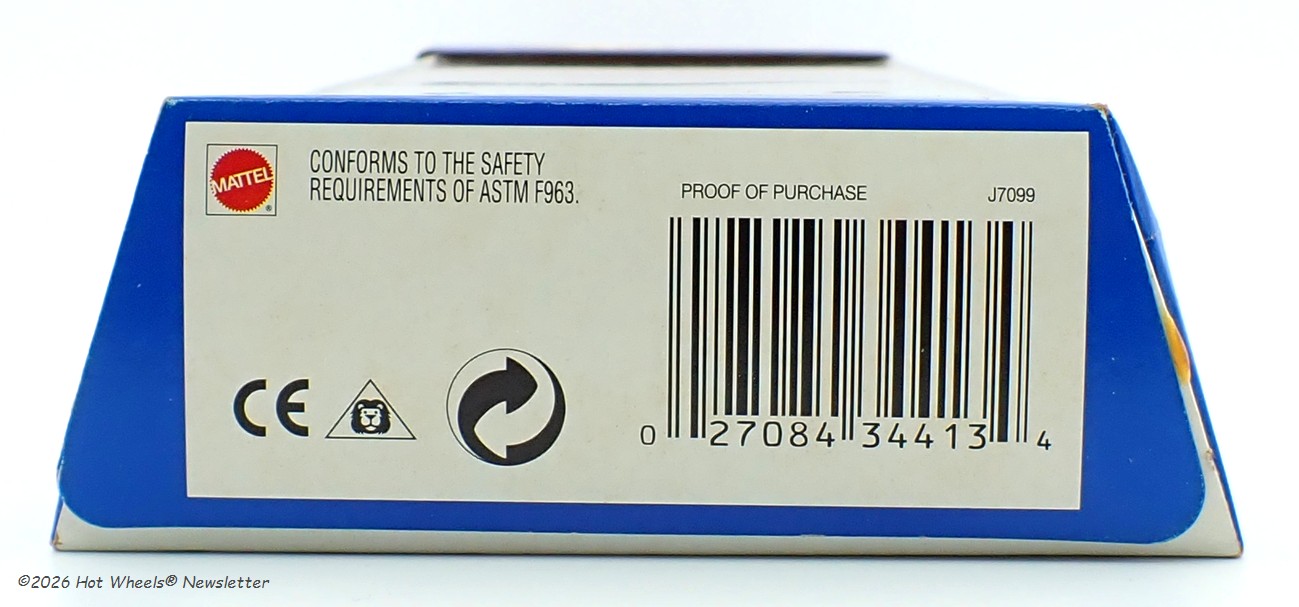 MATTEL
®
CONFORMS TO THE SAFETY
REQUIREMENTS OF ASTM F963.
PROOF OF PURCHASE
J7099
CE
0 27084 34413 4
©2026 Hot Wheels® Newsletter